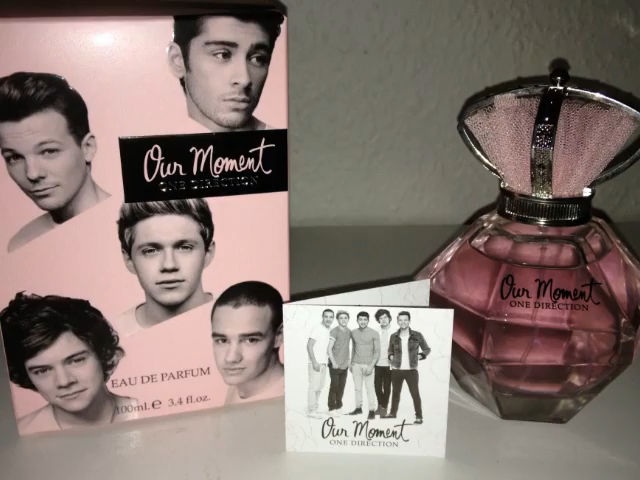 Our Moment
ONE DIRECTION
EAU DE PARFUM
100ml.e 3.4 fl.oz.
Our Moment
ONE DIRECTION
Our Moment
ONE DIRECTION